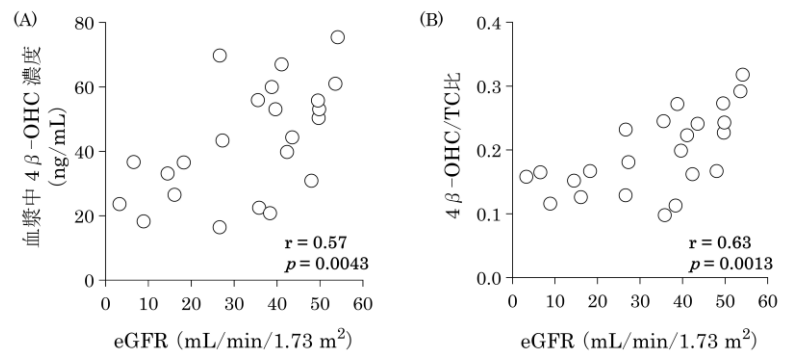 (A)
血漿中 4β-OHC 濃度
(ng/mL)
80
60
40
20
0
r = 0.57
p = 0.0043
0 10 20 30 40 50 60
eGFR (mL/min/1.73 m²)
(B)
4β-OHC/TC比
0.4
0.3
0.2
0.1
0.0
r = 0.63
p = 0.0013
0 10 20 30 40 50 60
eGFR (mL/min/1.73 m²)